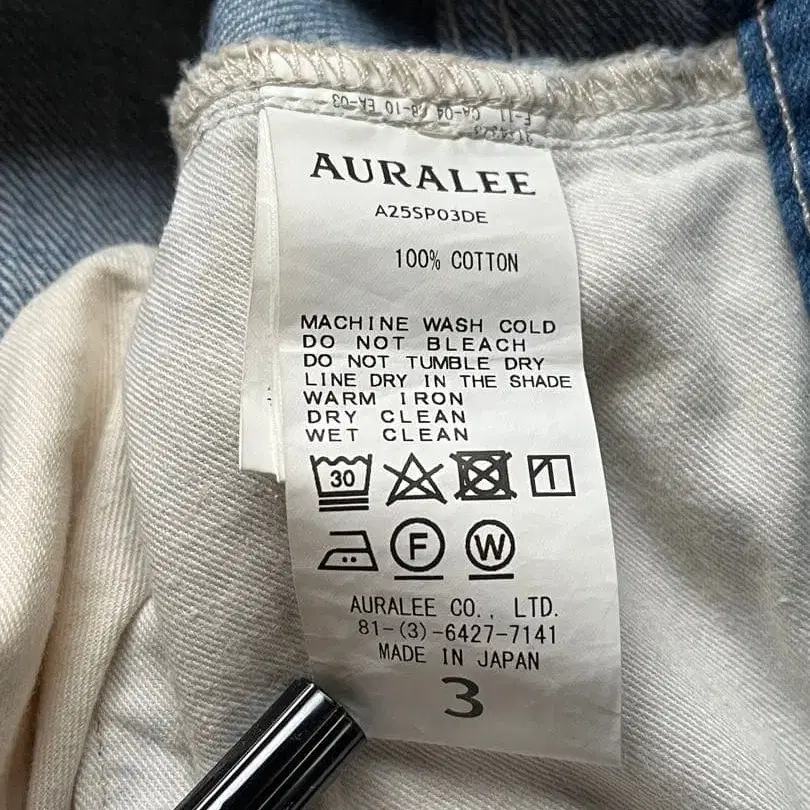 AURALEE
A25SP03DE
100% COTTON
MACHINE WASH COLD
DO NOT BLEACH
DO NOT TUMBLE DRY
LINE DRY IN THE SHADE
WARM IRON
DRY CLEAN
WET CLEAN
30
F W
AURALEE CO., LTD.
81-(3)-6427-7141
MADE IN JAPAN
3